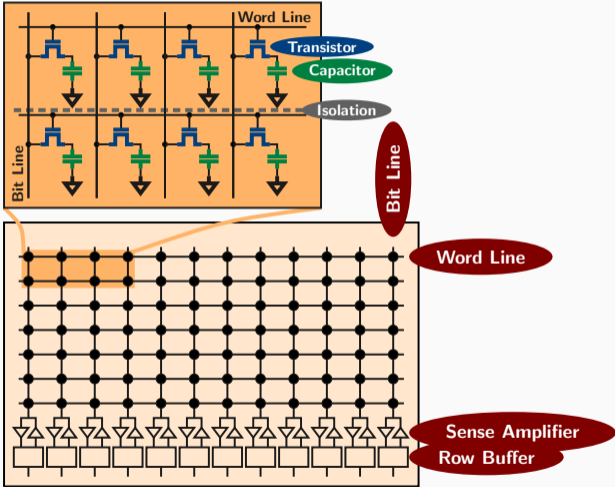 Word Line
Transistor
Capacitor
Isolation
Bit Line
Bit Line
Word Line
Sense Amplifier
Row Buffer